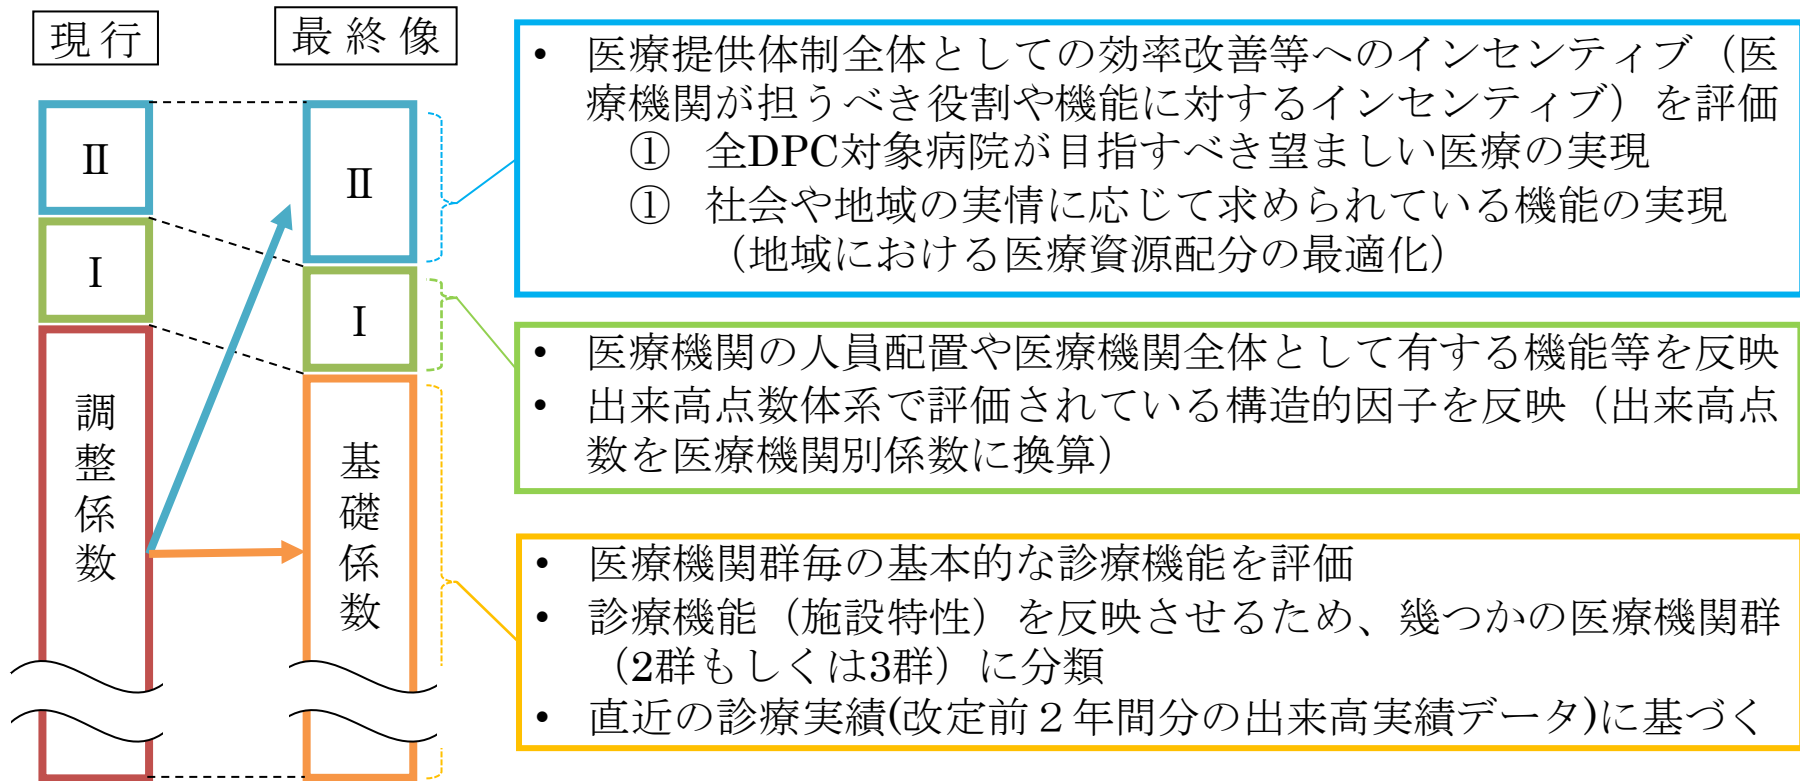 現行
最終像
Ⅱ
Ⅰ
調整係数
Ⅱ
Ⅰ
基礎係数
• 医療提供体制全体としての効率改善等へのインセンティブ（医
療機関が担うべき役割や機能に対するインセンティブ）を評価
① 全DPC対象病院が目指すべき望ましい医療の実現
① 社会や地域の実情に応じて求められている機能の実現
（地域における医療資源配分の最適化）
• 医療機関の人員配置や医療機関全体として有する機能等を反映
• 出来高点数体系で評価されている構造的因子を反映（出来高点
数を医療機関別係数に換算）
• 医療機関群毎の基本的な診療機能を評価
• 診療機能（施設特性）を反映させるため、幾つかの医療機関群
（2群もしくは3群）に分類
• 直近の診療実績(改定前２年間分の出来高実績データ)に基づく